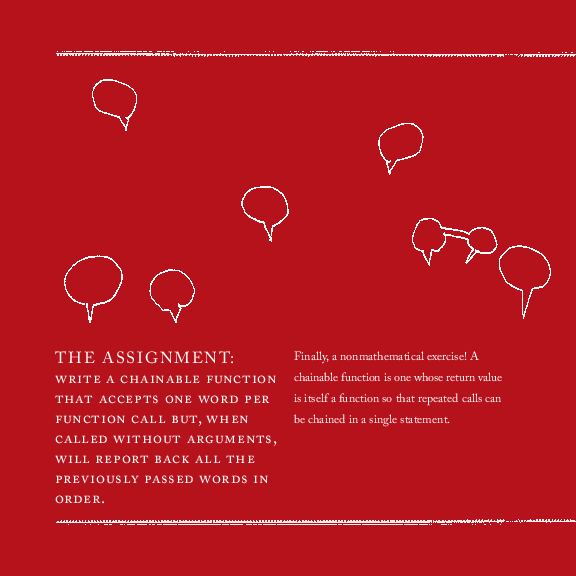 THE ASSIGNMENT:
WRITE A CHAINABLE FUNCTION
THAT ACCEPTS ONE WORD PER
FUNCTION CALL BUT, WHEN
CALLED WITHOUT ARGUMENTS,
WILL REPORT BACK ALL THE
PREVIOUSLY PASSED WORDS IN
ORDER.
Finally, a nonmathematical exercise! A
chainable function is one whose return value
is itself a function so that repeated calls can
be chained in a single statement.